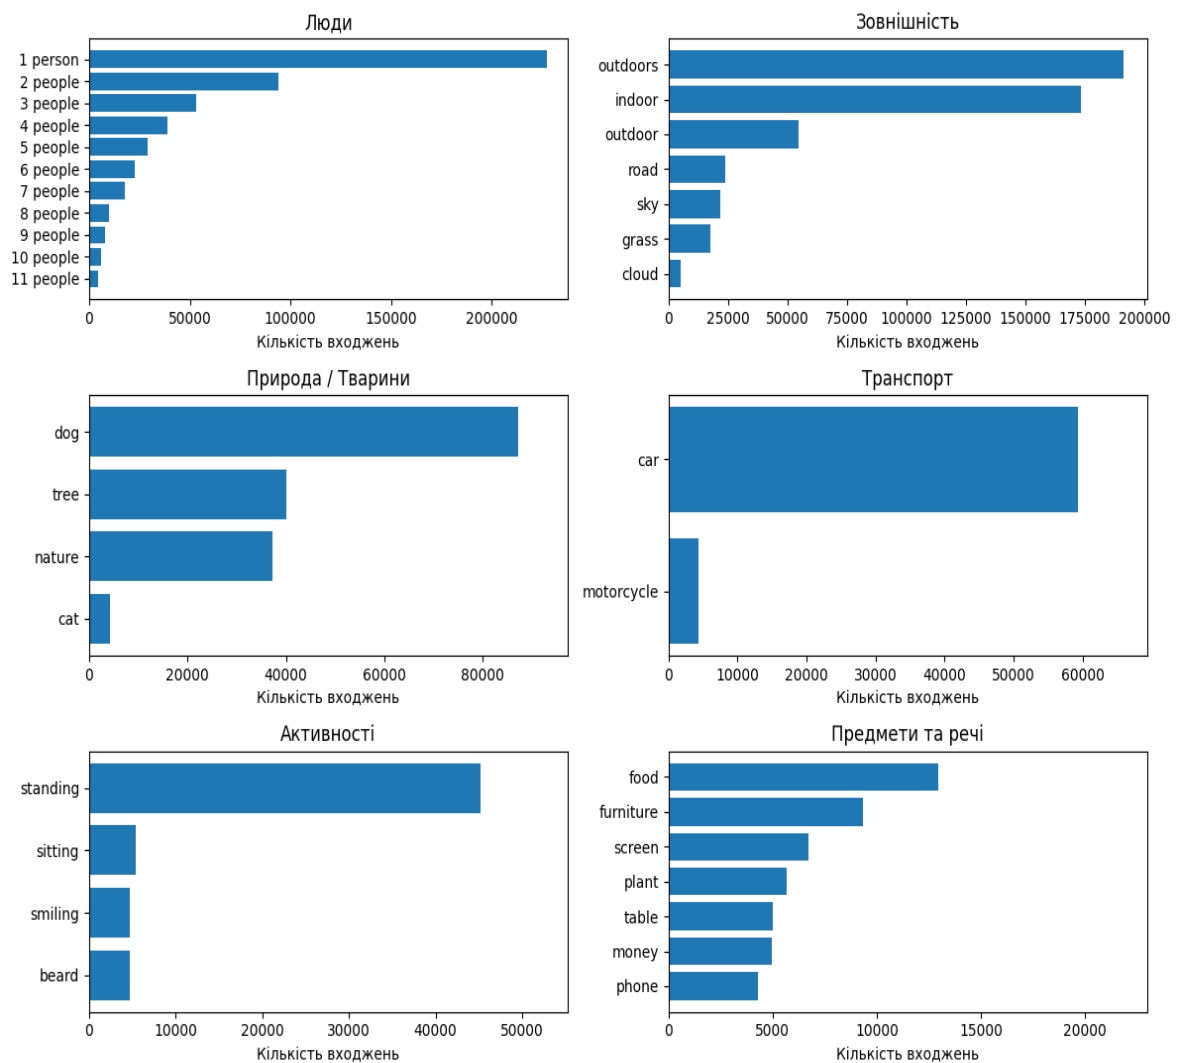 Люди
1 person
2 people
3 people
4 people
5 people
6 people
7 people
8 people
9 people
10 people
11 people
0 50000 100000 150000 200000
Кількість входжень
Зовнішність
outdoors
indoor
outdoor
road
sky
grass
cloud
0 25000 50000 75000 100000 125000 150000 175000 200000
Кількість входжень
Природа / Тварини
dog
tree
nature
cat
0 20000 40000 60000 80000
Кількість входжень
Транспорт
car
motorcycle
0 10000 20000 30000 40000 50000 60000
Кількість входжень
Активності
standing
sitting
smiling
beard
0 10000 20000 30000 40000 50000
Кількість входжень
Предмети та речі
food
furniture
screen
plant
table
money
phone
0 5000 10000 15000 20000
Кількість входжень